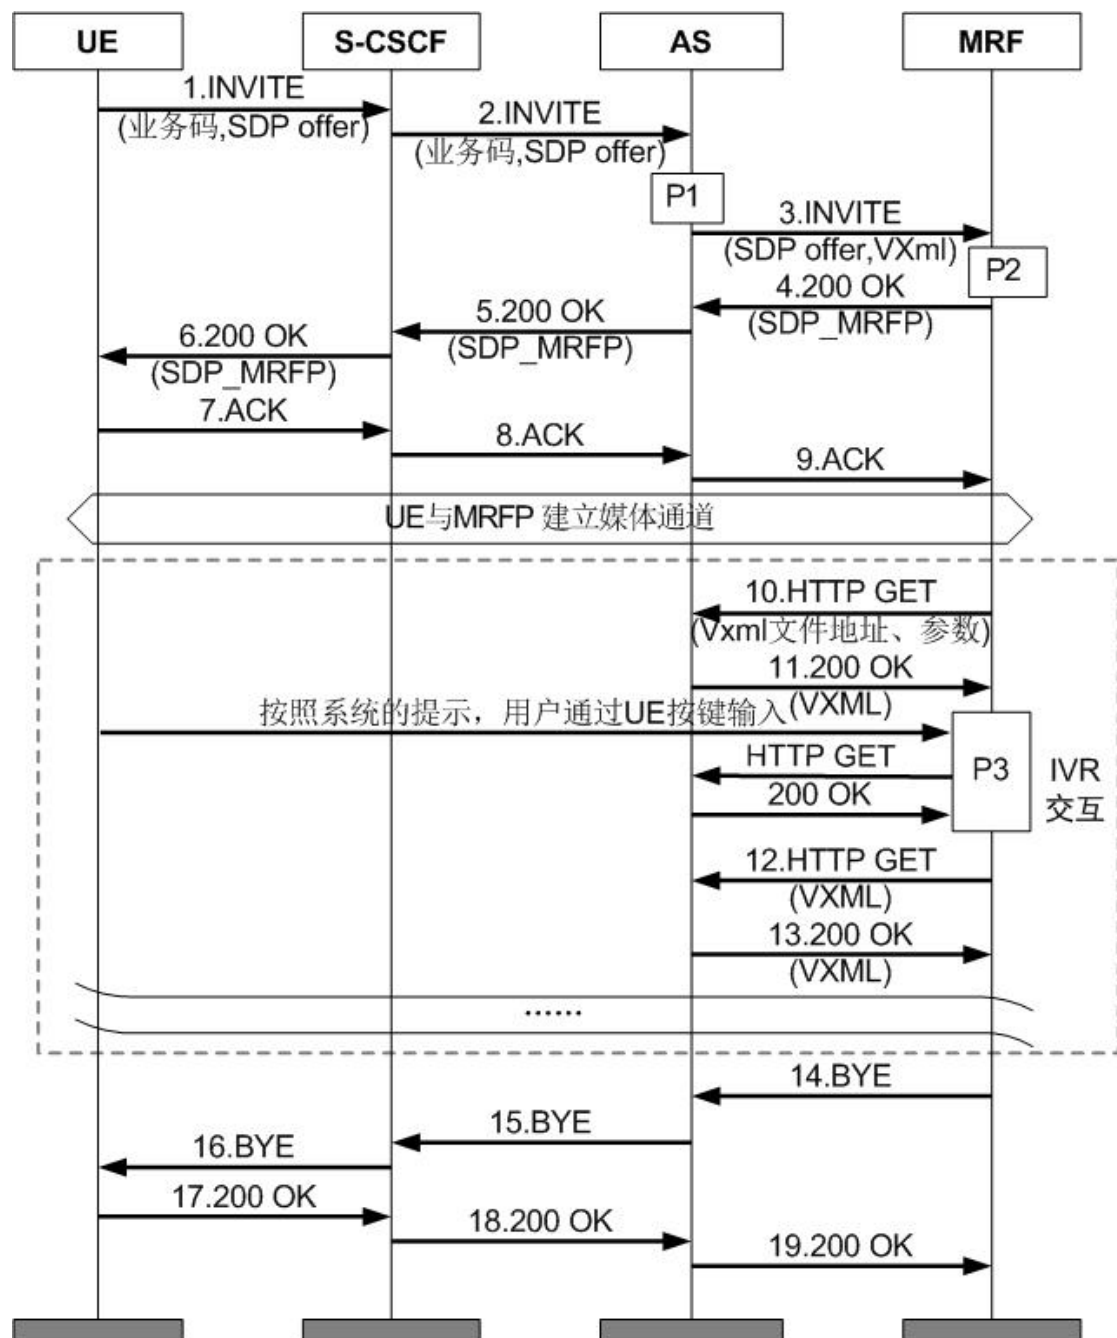 UE
S-CSCF
AS
MRF
1.INVITE
(业务码,SDP offer)
2.INVITE
(业务码,SDP offer)
P1
3.INVITE
(SDP offer,VXml)
P2
4.200 OK
(SDP_MRFP)
5.200 OK
(SDP_MRFP)
6.200 OK
(SDP_MRFP)
7.ACK
8.ACK
9.ACK
UE与MRFP 建立媒体通道
10.HTTP GET
(Vxml文件地址、参数)
11.200 OK
(VXML)
按照系统的提示，用户通过UE按键输入
HTTP GET
200 OK
P3
IVR
交互
12.HTTP GET
(VXML)
13.200 OK
(VXML)
......
14.BYE
15.BYE
16.BYE
17.200 OK
18.200 OK
19.200 OK